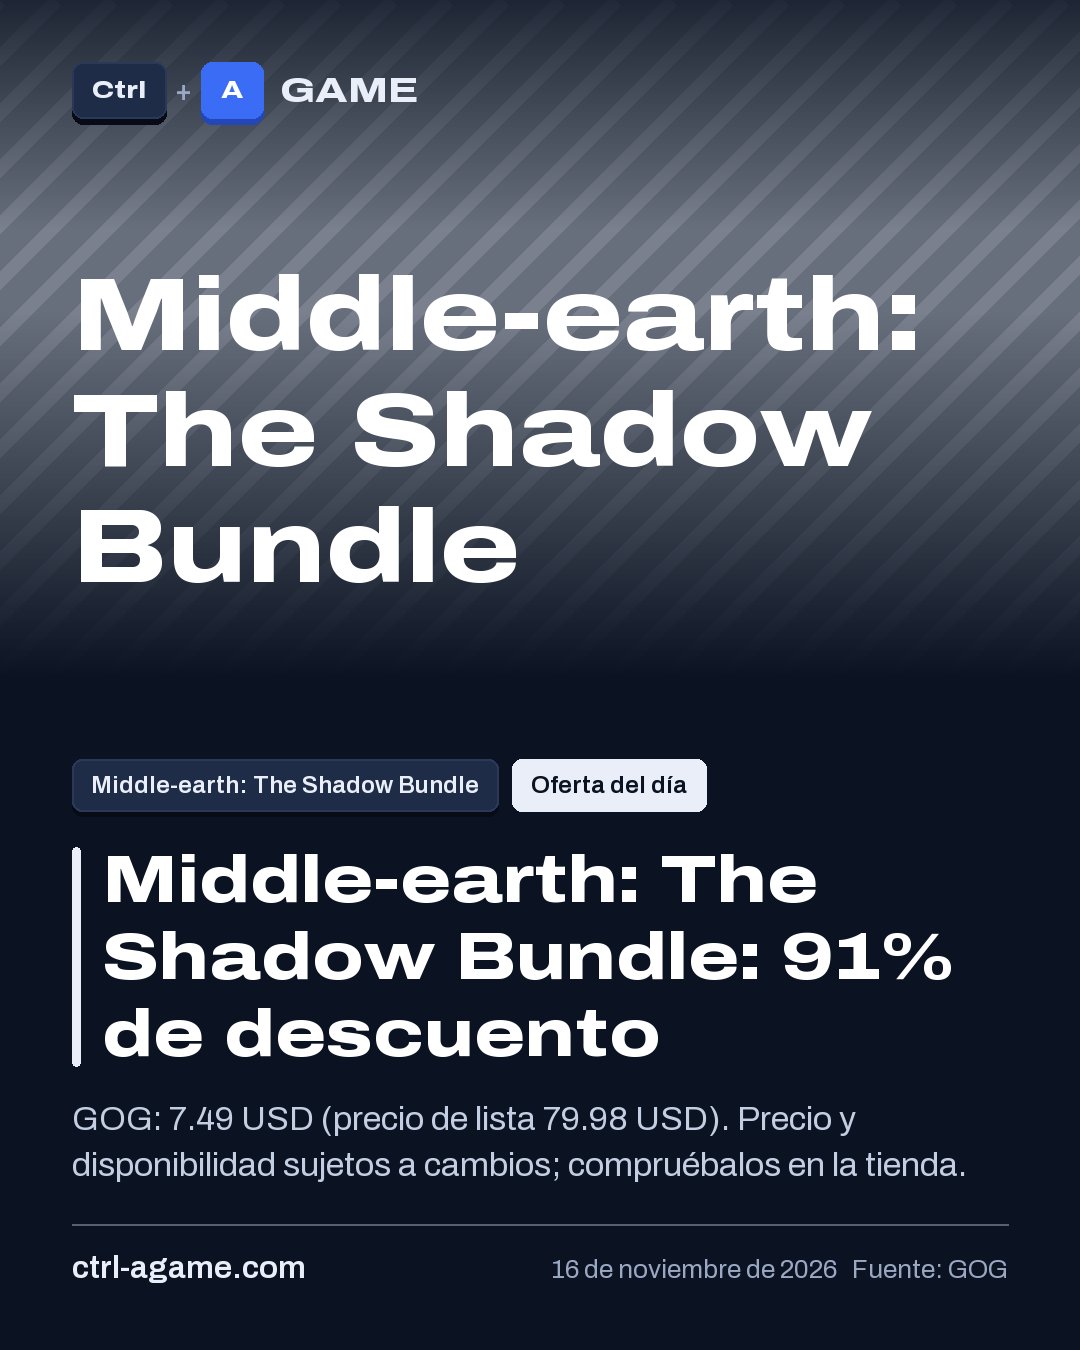 Ctrl + A GAME
Middle-earth:
The Shadow
Bundle
Middle-earth: The Shadow Bundle Oferta del día
Middle-earth: The
Shadow Bundle: 91%
de descuento
GOG: 7.49 USD (precio de lista 79.98 USD). Precio y
disponibilidad sujetos a cambios; compruébalos en la tienda.
ctrl-agame.com 16 de noviembre de 2026 Fuente: GOG